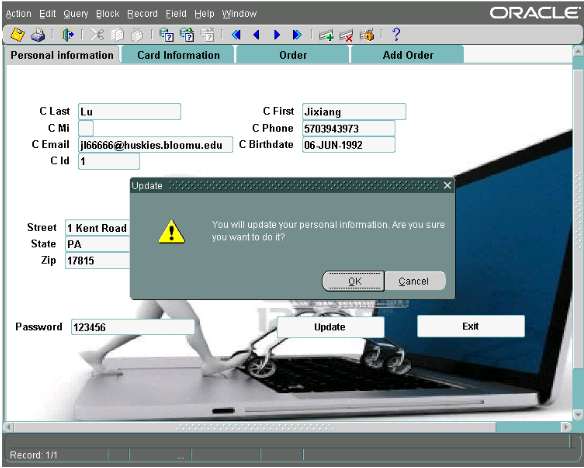 Action Edit Query Block Record Field Help Window ORACLE
Personal information Card Information Order Add Order
C Last Lu C First Jixiang
C Mi C Phone 5703943973
C Email jl66666@huskies.bloomu.edu C Birthdate 06-JUN-1992
C Id 1
Update
You will update your personal information. Are you sure
you want to do it?
OK Cancel
Street 1 Kent Road
State PA
Zip 17815
Password 123456 Update Exit
Record: 1/1 ...